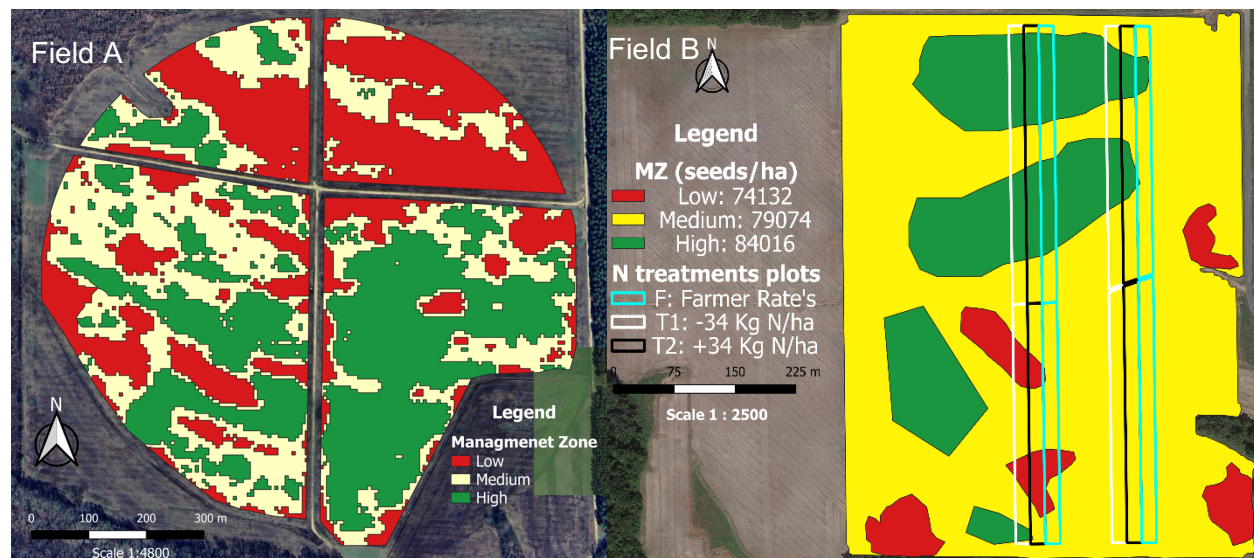 Field A
N
0 100 200 300 m
Scale 1:4800
Legend
Managmenet Zone
Low
Medium
High
Field B
N
Legend
MZ (seeds/ha)
Low: 74132
Medium: 79074
High: 84016
N treatments plots
F: Farmer Rate's
T1: -34 Kg N/ha
T2: +34 Kg N/ha
0 75 150 225 m
Scale 1 : 2500